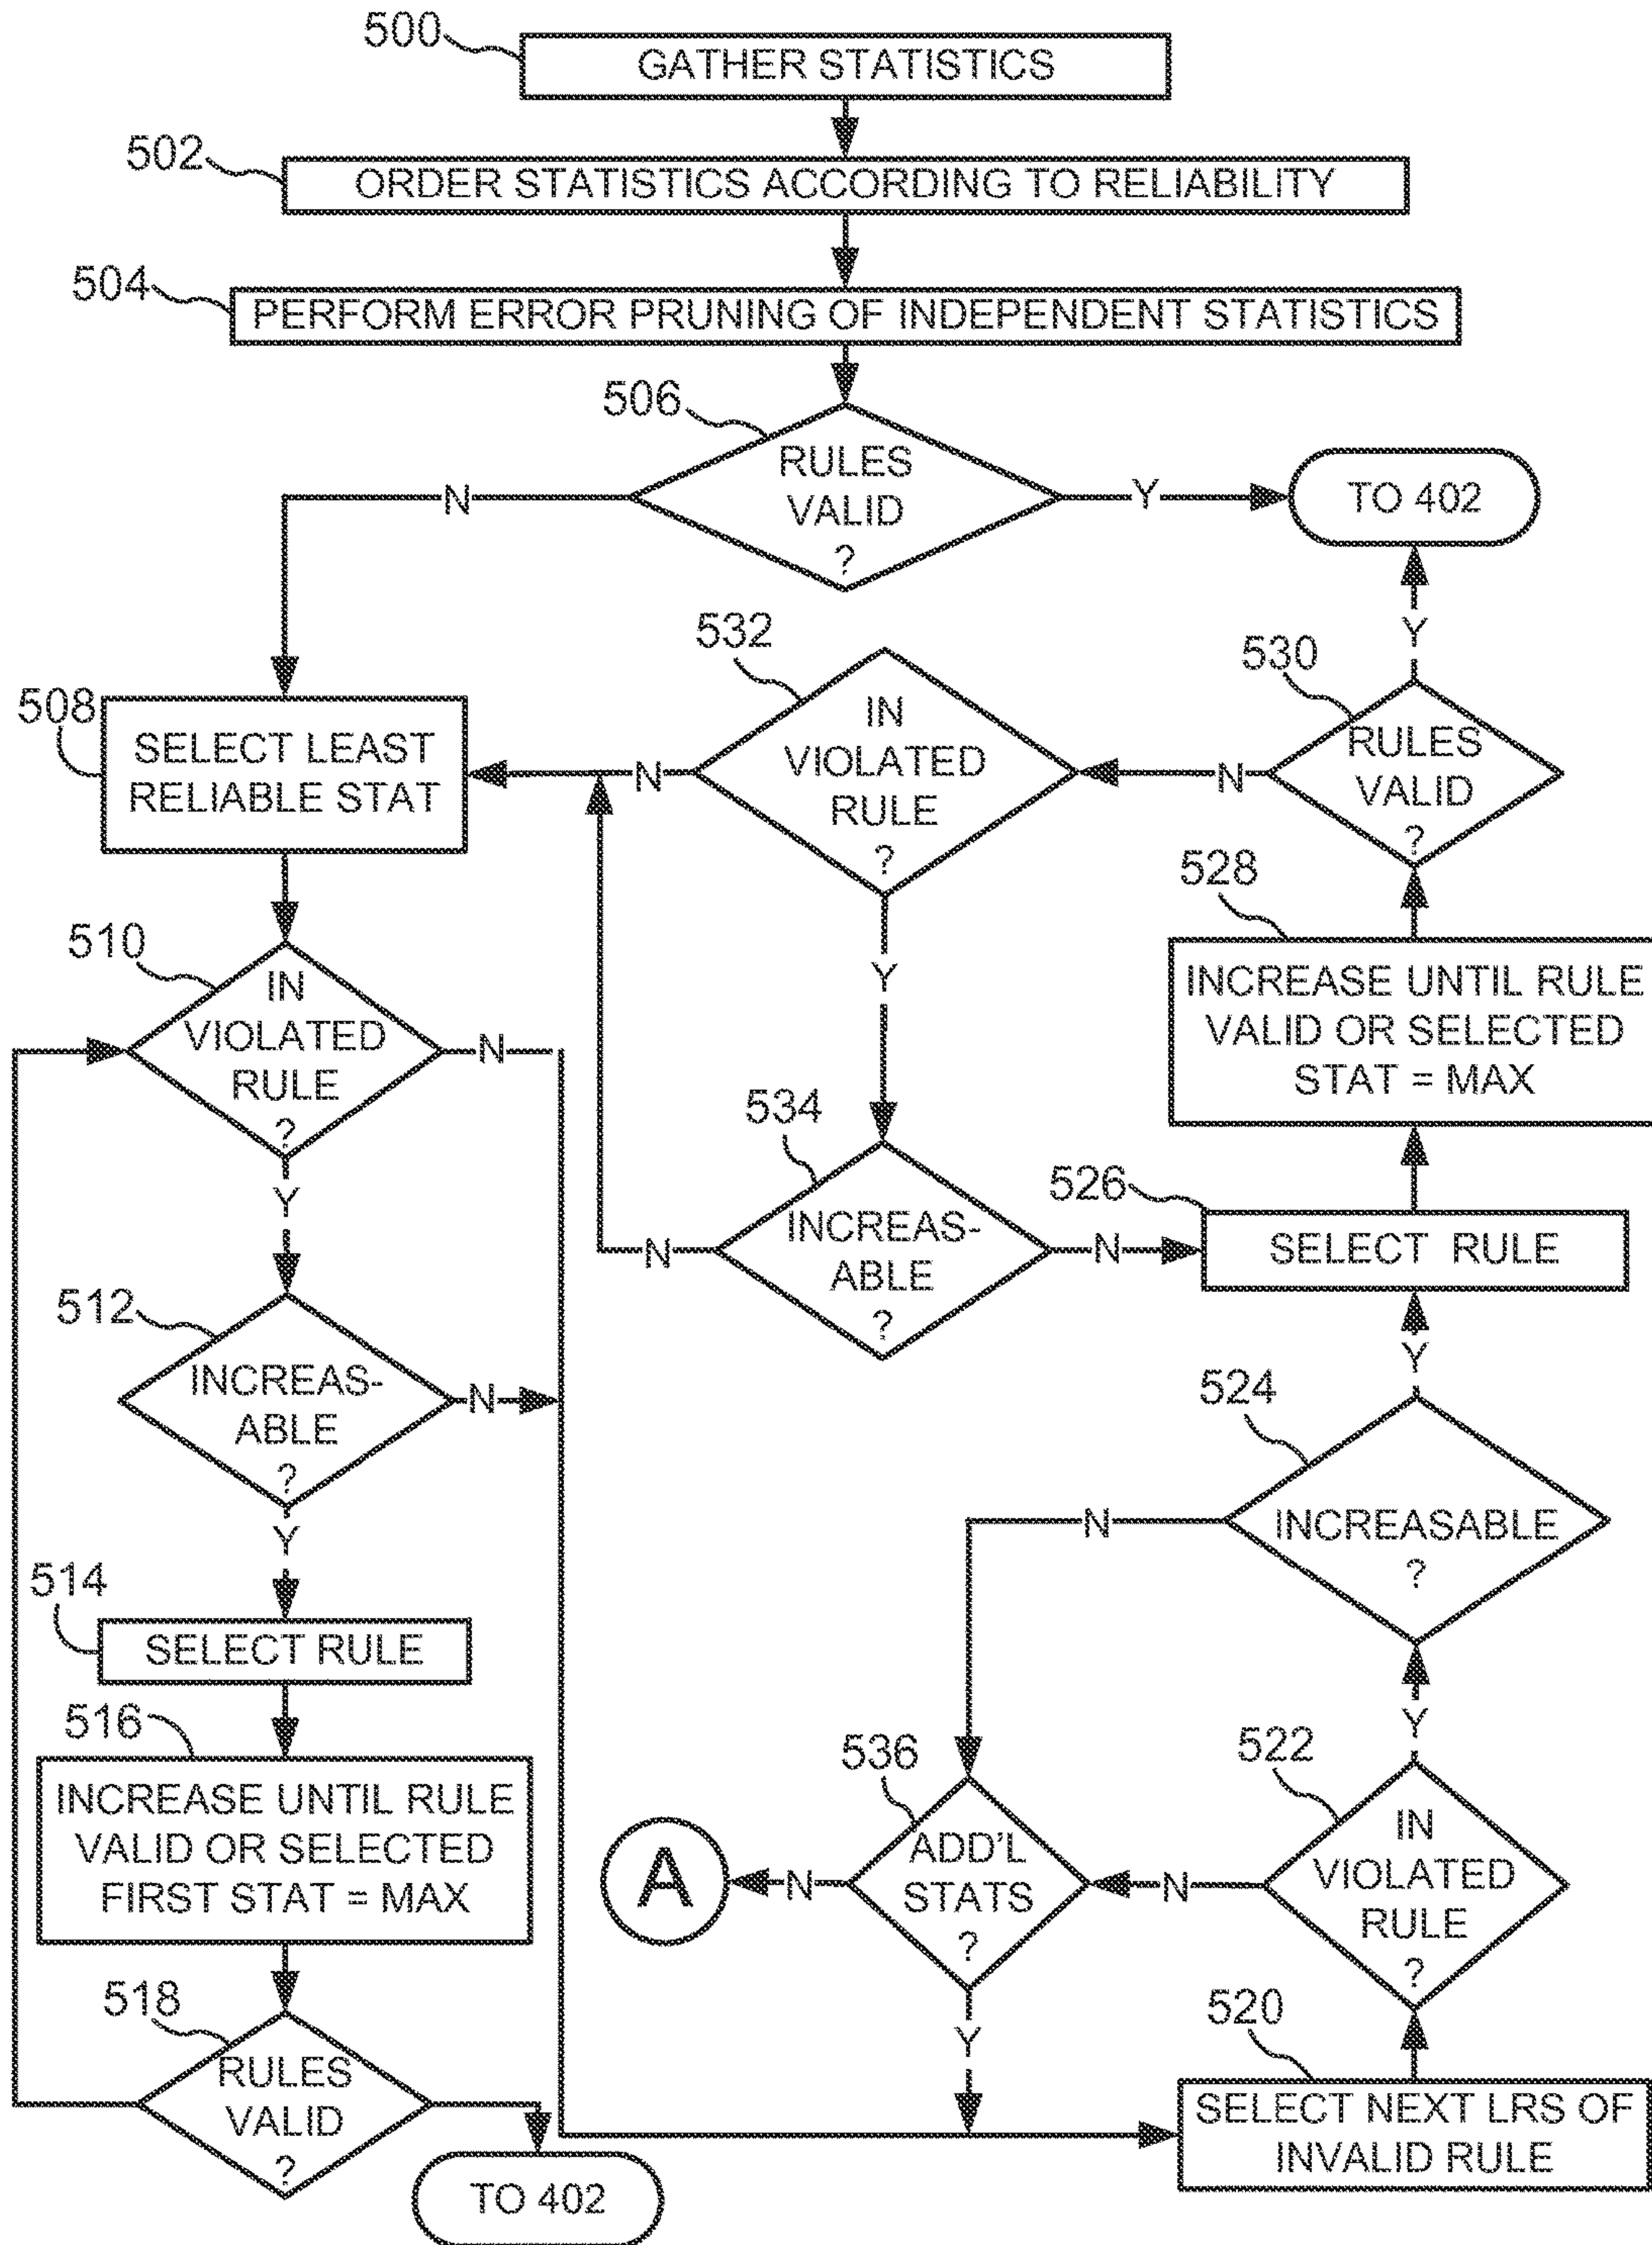 500
GATHER STATISTICS
502
ORDER STATISTICS ACCORDING TO RELIABILITY
504
PERFORM ERROR PRUNING OF INDEPENDENT STATISTICS
506
RULES
VALID
?
N
Y
TO 402
508
SELECT LEAST
RELIABLE STAT
532
IN
VIOLATED
RULE
?
N
Y
530
RULES
VALID
?
Y
N
528
INCREASE UNTIL RULE
VALID OR SELECTED
STAT = MAX
510
IN
VIOLATED
RULE
?
N
Y
534
INCREAS-
ABLE
?
N
N
526
SELECT RULE
512
INCREAS-
ABLE
?
N
Y
524
INCREASABLE
?
Y
N
514
SELECT RULE
516
INCREASE UNTIL RULE
VALID OR SELECTED
FIRST STAT = MAX
536
ADD'L
STATS
?
N
Y
A
522
IN
VIOLATED
RULE
?
Y
N
518
RULES
VALID
?
TO 402
520
SELECT NEXT LRS OF
INVALID RULE